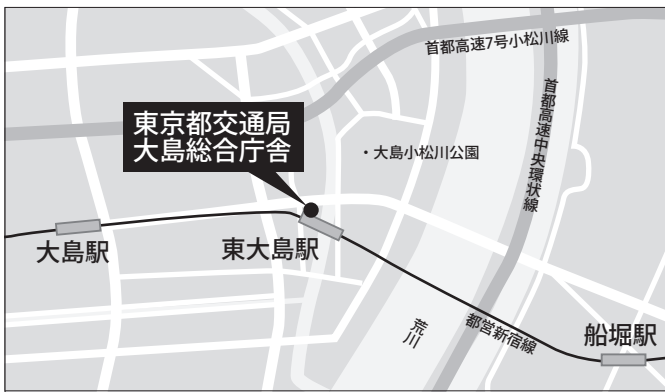 首都高速7号小松川線
首都高速中央環状線
東京都交通局
大島総合庁舎
・大島小松川公園
大島駅
東大島駅
荒川
都営新宿線
船堀駅